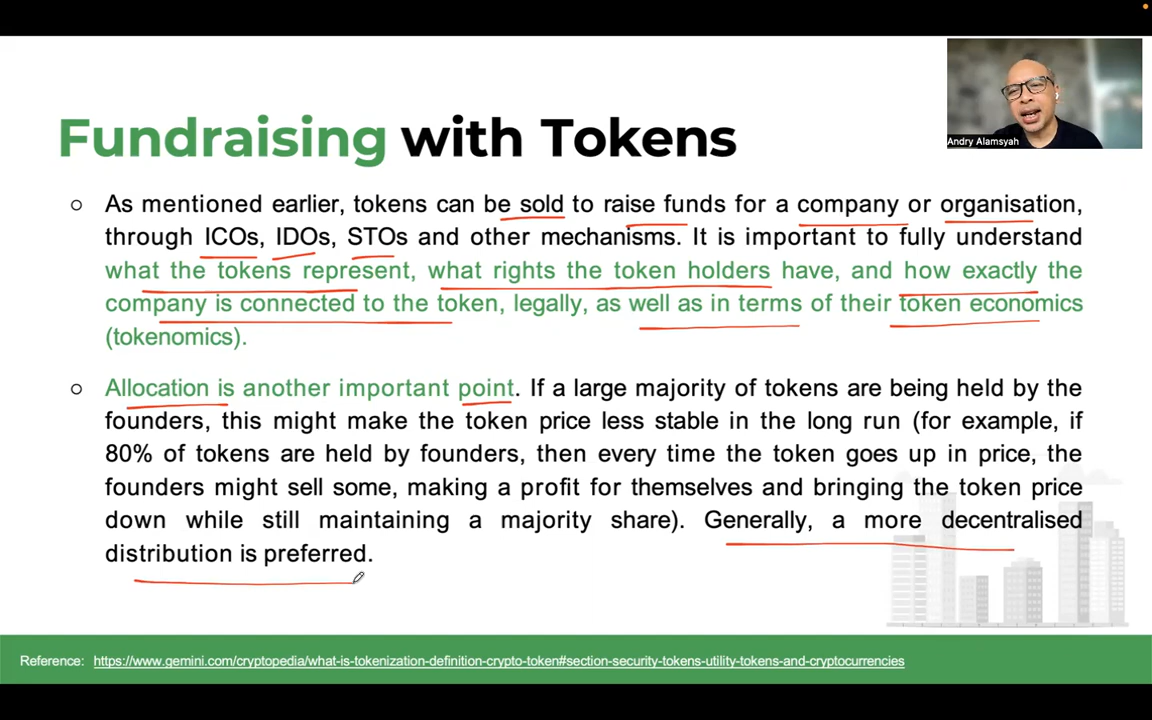 Andry Alamsyah
Fundraising with Tokens
○ As mentioned earlier, tokens can be sold to raise funds for a company or organisation,
through ICOs, IDOs, STOs and other mechanisms. It is important to fully understand
what the tokens represent, what rights the token holders have, and how exactly the
company is connected to the token, legally, as well as in terms of their token economics
(tokenomics).
○ Allocation is another important point. If a large majority of tokens are being held by the
founders, this might make the token price less stable in the long run (for example, if
80% of tokens are held by founders, then every time the token goes up in price, the
founders might sell some, making a profit for themselves and bringing the token price
down while still maintaining a majority share). Generally, a more decentralised
distribution is preferred.
Reference: https://www.gemini.com/cryptopedia/what-is-tokenization-definition-crypto-token#section-security-tokens-utility-tokens-and-cryptocurrencies